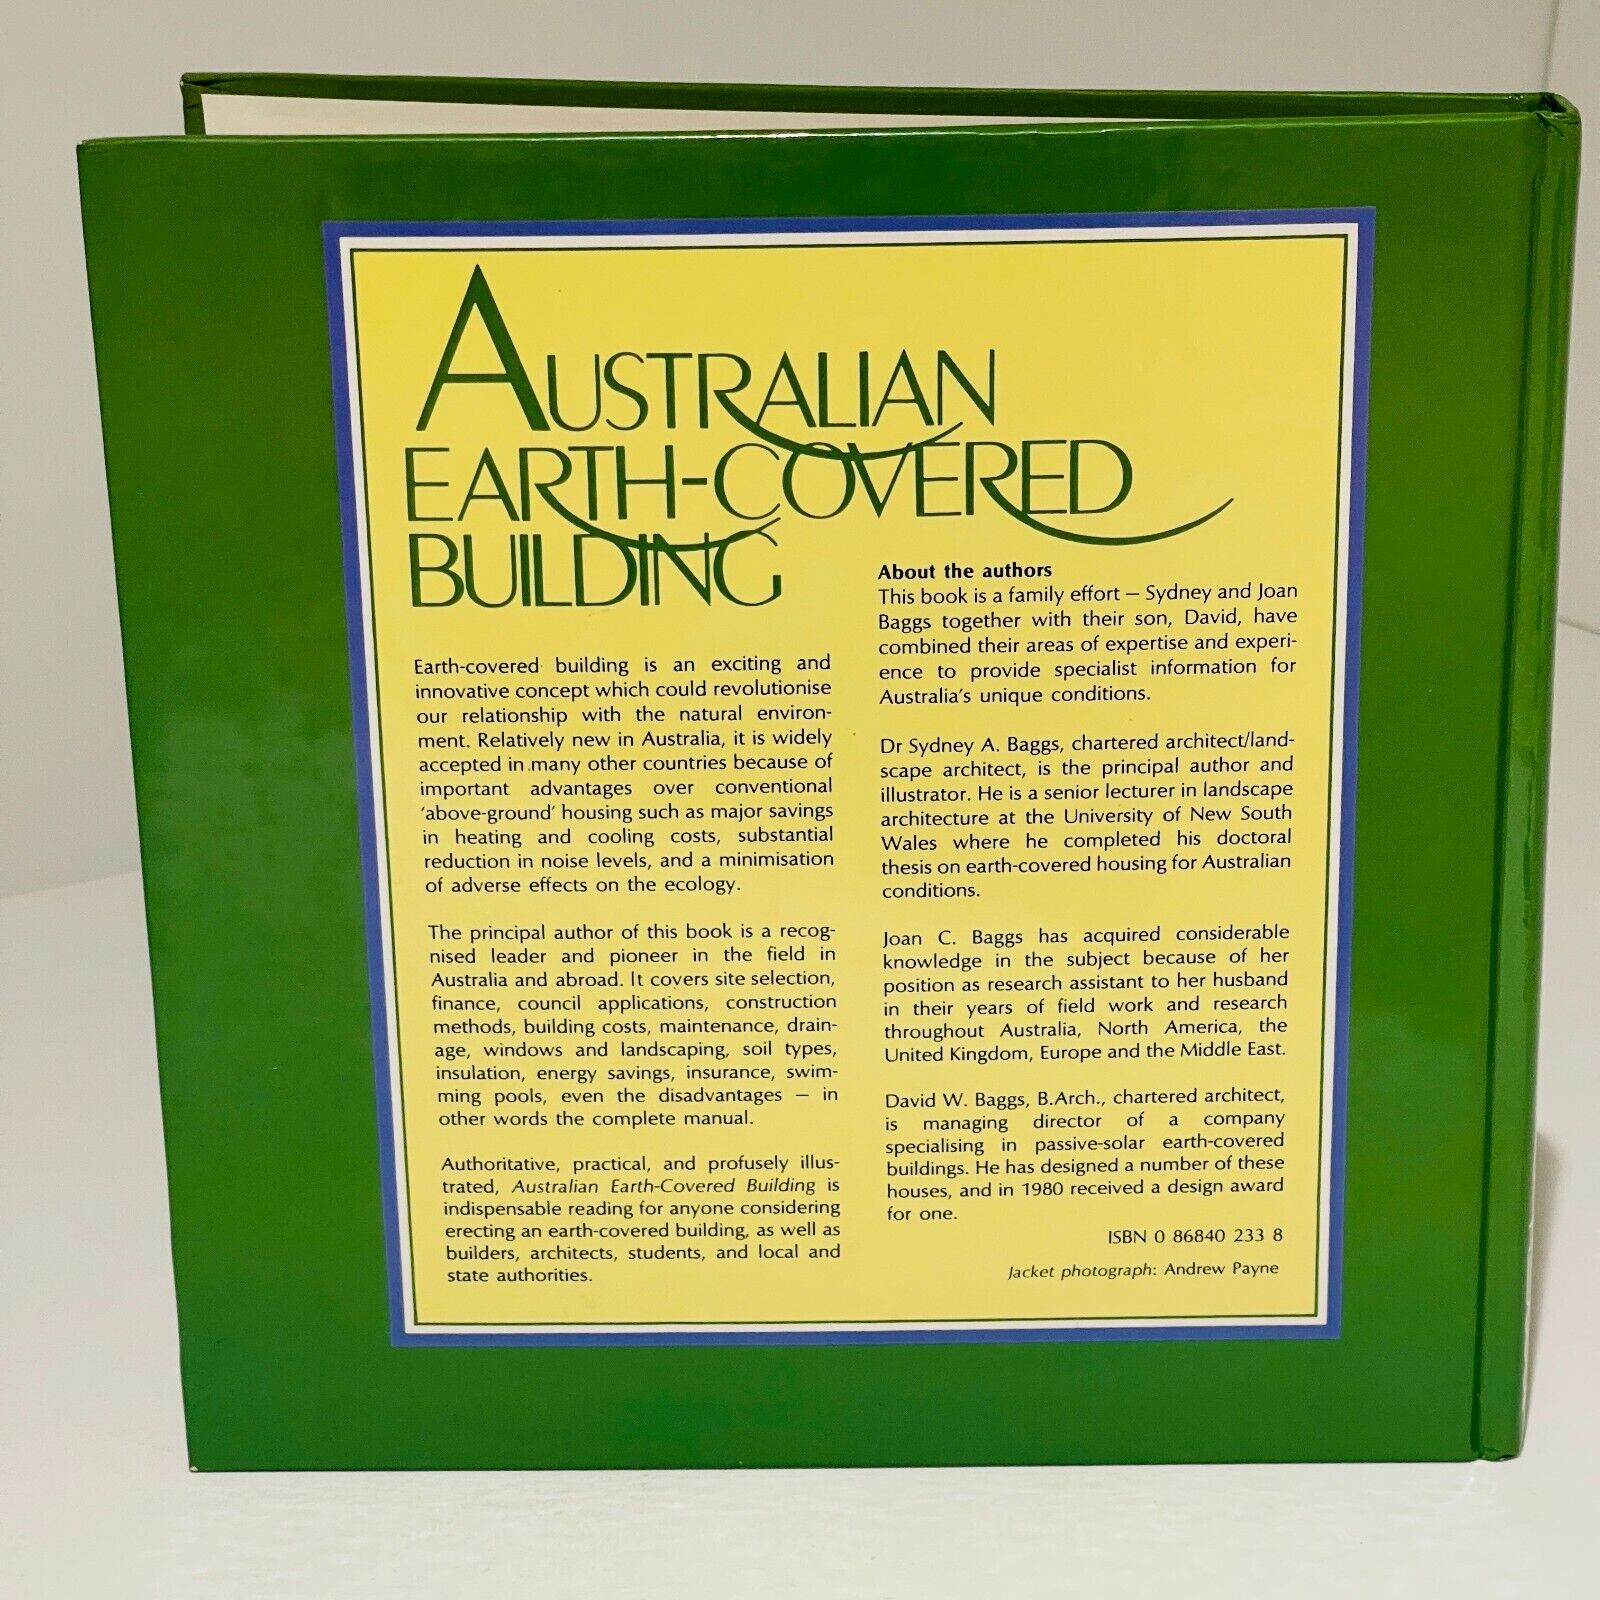 AUSTRALIAN
EARTH-COVERED
BUILDING
Earth-covered building is an exciting and
innovative concept which could revolutionise
our relationship with the natural environ-
ment. Relatively new in Australia, it is widely
accepted in many other countries because of
important advantages over conventional
'above-ground' housing such as major savings
in heating and cooling costs, substantial
reduction in noise levels, and a minimisation
of adverse effects on the ecology.
The principal author of this book is a recog-
nised leader and pioneer in the field in
Australia and abroad. It covers site selection,
finance, council applications, construction
methods, building costs, maintenance, drain-
age, windows and landscaping, soil types,
insulation, energy savings, insurance, swim-
ming pools, even the disadvantages — in
other words the complete manual.
Authoritative, practical, and profusely illus-
trated, Australian Earth-Covered Building is
indispensable reading for anyone considering
erecting an earth-covered building, as well as
builders, architects, students, and local and
state authorities.
About the authors
This book is a family effort — Sydney and Joan
Baggs together with their son, David, have
combined their areas of expertise and experi-
ence to provide specialist information for
Australia's unique conditions.
Dr Sydney A. Baggs, chartered architect/land-
scape architect, is the principal author and
illustrator. He is a senior lecturer in landscape
architecture at the University of New South
Wales where he completed his doctoral
thesis on earth-covered housing for Australian
conditions.
Joan C. Baggs has acquired considerable
knowledge in the subject because of her
position as research assistant to her husband
in their years of field work and research
throughout Australia, North America, the
United Kingdom, Europe and the Middle East.
David W. Baggs, B.Arch., chartered architect,
is managing director of a company
specialising in passive-solar earth-covered
buildings. He has designed a number of these
houses, and in 1980 received a design award
for one.
ISBN 0 86840 233 8
Jacket photograph: Andrew Payne